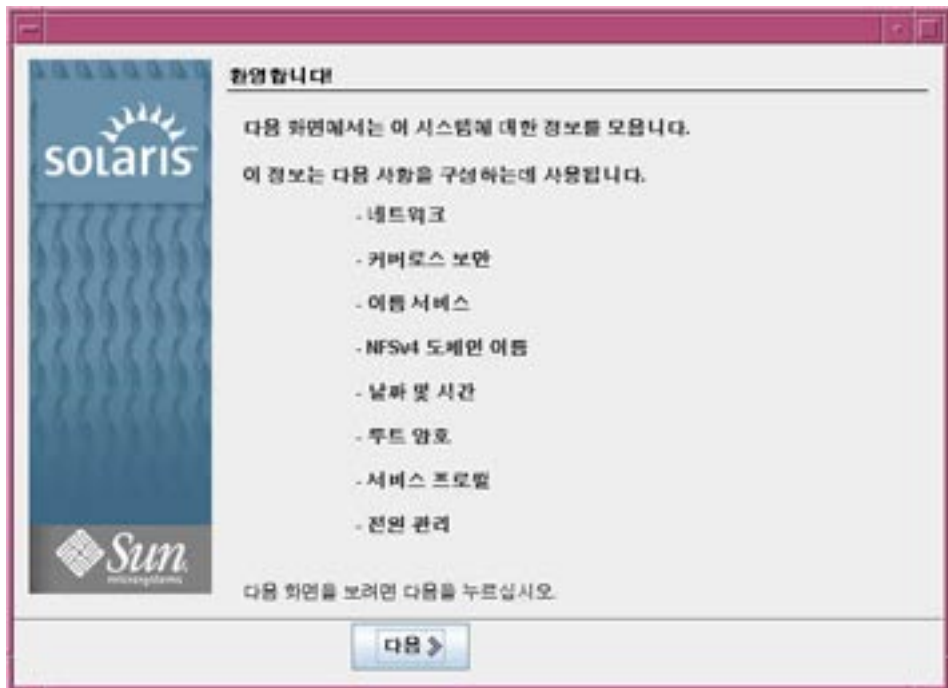 환영합니다!
solaris
다음 화면에서는 이 시스템에 대한 정보를 모읍니다.
이 정보는 다음 사항을 구성하는데 사용됩니다.
- 네트워크
- 커버로스 보안
- 이름 서비스
- NFSv4 도메인 이름
- 날짜 및 시간
- 루트 암호
- 서비스 프로필
- 전원 관리
Sun
microsystems
다음 화면을 보려면 다음을 누르십시오.
다음